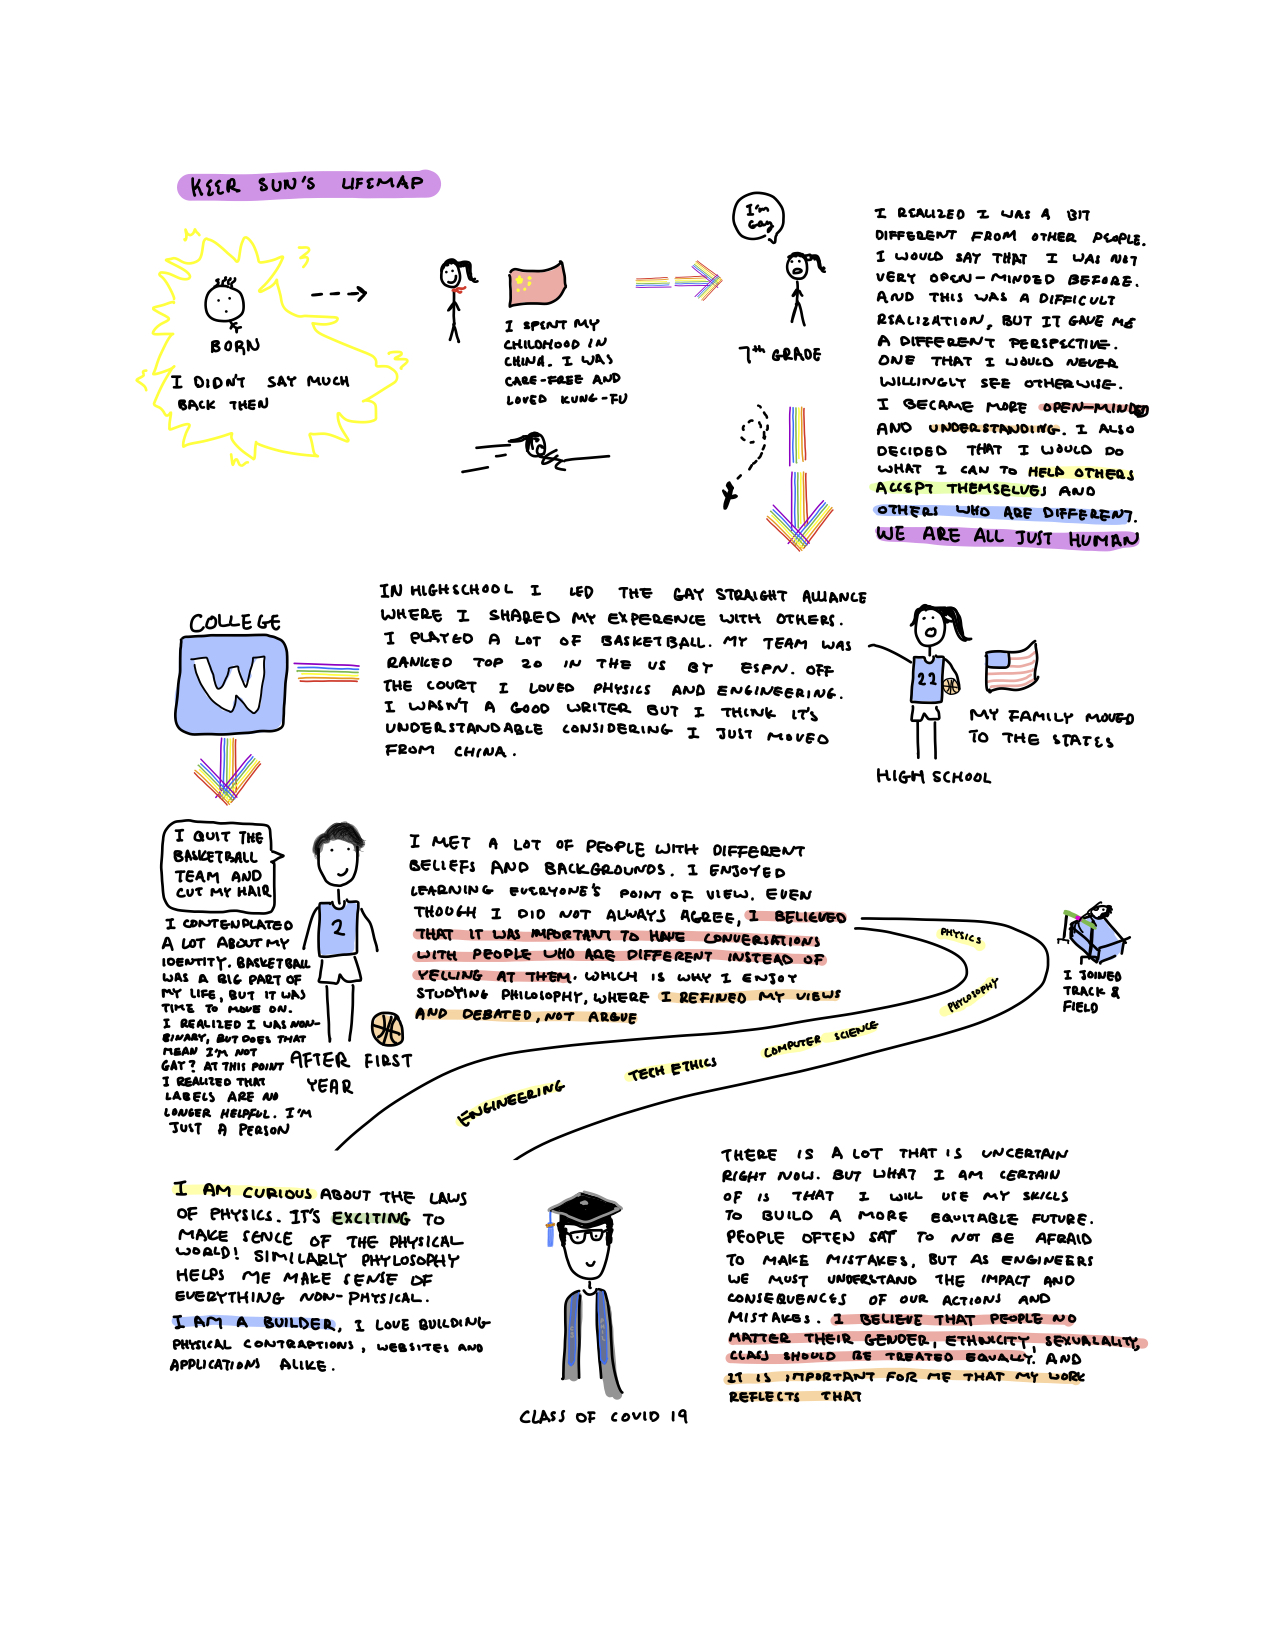 KEER SUN'S LIFEMAP
BORN
I DIDN'T SAY MUCH
BACK THEN
I SPENT MY
CHILDHOOD IN
CHINA. I WAS
CARE-FREE AND
LOVED KUNG-FU
I'm
Gay
7th GRADE
I REALIZED I WAS A BIT
DIFFERENT FROM OTHER PEOPLE.
I WOULD SAY THAT I WAS NOT
VERY OPEN-MINDED BEFORE.
AND THIS WAS A DIFFICULT
REALIZATION, BUT IT GAVE ME
A DIFFERENT PERSPECTIVE.
ONE THAT I WOULD NEVER
WILLINGLY SEE OTHERWISE.
I BECAME MORE OPEN-MINDED
AND UNDERSTANDING. I ALSO
DECIDED THAT I WOULD DO
WHAT I CAN TO HELD OTHERS
ACCEPT THEMSELVES AND
OTHERS WHO ARE DIFFERENT.
WE ARE ALL JUST HUMAN
22
MY FAMILY MOVED
TO THE STATES
HIGH SCHOOL
IN HIGHSCHOOL I LED THE GAY STRAIGHT ALLIANCE
WHERE I SHARED MY EXPERENCE WITH OTHERS.
I PLAYED A LOT OF BASKETBALL. MY TEAM WAS
RANKED TOP 20 IN THE US BY ESPN. OFF
THE COURT I LOVED PHYSICS AND ENGINEERING.
I WASN'T A GOOD WRITER BUT I THINK IT'S
UNDERSTANDABLE CONSIDERING I JUST MOVED
FROM CHINA.
COLLEGE
W
I QUIT THE
BASKETBALL
TEAM AND
CUT MY HAIR
2
AFTER FIRST
YEAR
I CONTEMPLATED
A LOT ABOUT MY
IDENTITY. BASKETBALL
WAS A BIG PART OF
MY LIFE, BUT IT WAS
TIME TO MOVE ON.
I REALIZED I WAS NON-
BINARY, BUT DOES THAT
MEAN I'M NOT
GAY? AT THIS POINT
I REALIZED THAT
LABELS ARE NO
LONGER HELPFUL. I'M
JUST A PERSON
I MET A LOT OF PEOPLE WITH DIFFERENT
BELIEFS AND BACKGROUNDS. I ENJOYED
LEARNING EVERYONE'S POINT OF VIEW. EVEN
THOUGH I DID NOT ALWAYS AGREE, I BELIEVED
THAT IT WAS IMPORTANT TO HAVE CONVERSATIONS
WITH PEOPLE WHO ARE DIFFERENT INSTEAD OF
YELLING AT THEM. WHICH IS WHY I ENJOY
STUDYING PHILOSOPHY, WHERE I REFINED MY VIEWS
AND DEBATED, NOT ARGUE
PHYSICS
PHYLOSOPHY
COMPUTER SCIENCE
TECH ETHICS
ENGINEERING
I JOINED
TRACK &
FIELD
I AM CURIOUS ABOUT THE LAWS
OF PHYSICS. IT'S EXCITING TO
MAKE SENCE OF THE PHYSICAL
WORLD! SIMILARLY PHYLOSOPHY
HELPS ME MAKE SENSE OF
EVERYTHING NON-PHYSICAL.
I AM A BUILDER, I LOVE BUILDING
PHYSICAL CONTRAPTIONS, WEBSITES AND
APPLICATIONS ALIKE.
CLASS OF COVID 19
THERE IS A LOT THAT IS UNCERTAIN
RIGHT NOW. BUT WHAT I AM CERTAIN
OF IS THAT I WILL USE MY SKILLS
TO BUILD A MORE EQUITABLE FUTURE.
PEOPLE OFTEN SAY TO NOT BE AFRAID
TO MAKE MISTAKES, BUT AS ENGINEERS
WE MUST UNDERSTAND THE IMPACT AND
CONSEQUENCES OF OUR ACTIONS AND
MISTAKES. I BELIEVE THAT PEOPLE NO
MATTER THEIR GENDER, ETHNICITY, SEXUALALITY,
CLASS SHOULD BE TREATED EQUALLY. AND
IT IS IMPORTANT FOR ME THAT MY WORK
REFLECTS THAT